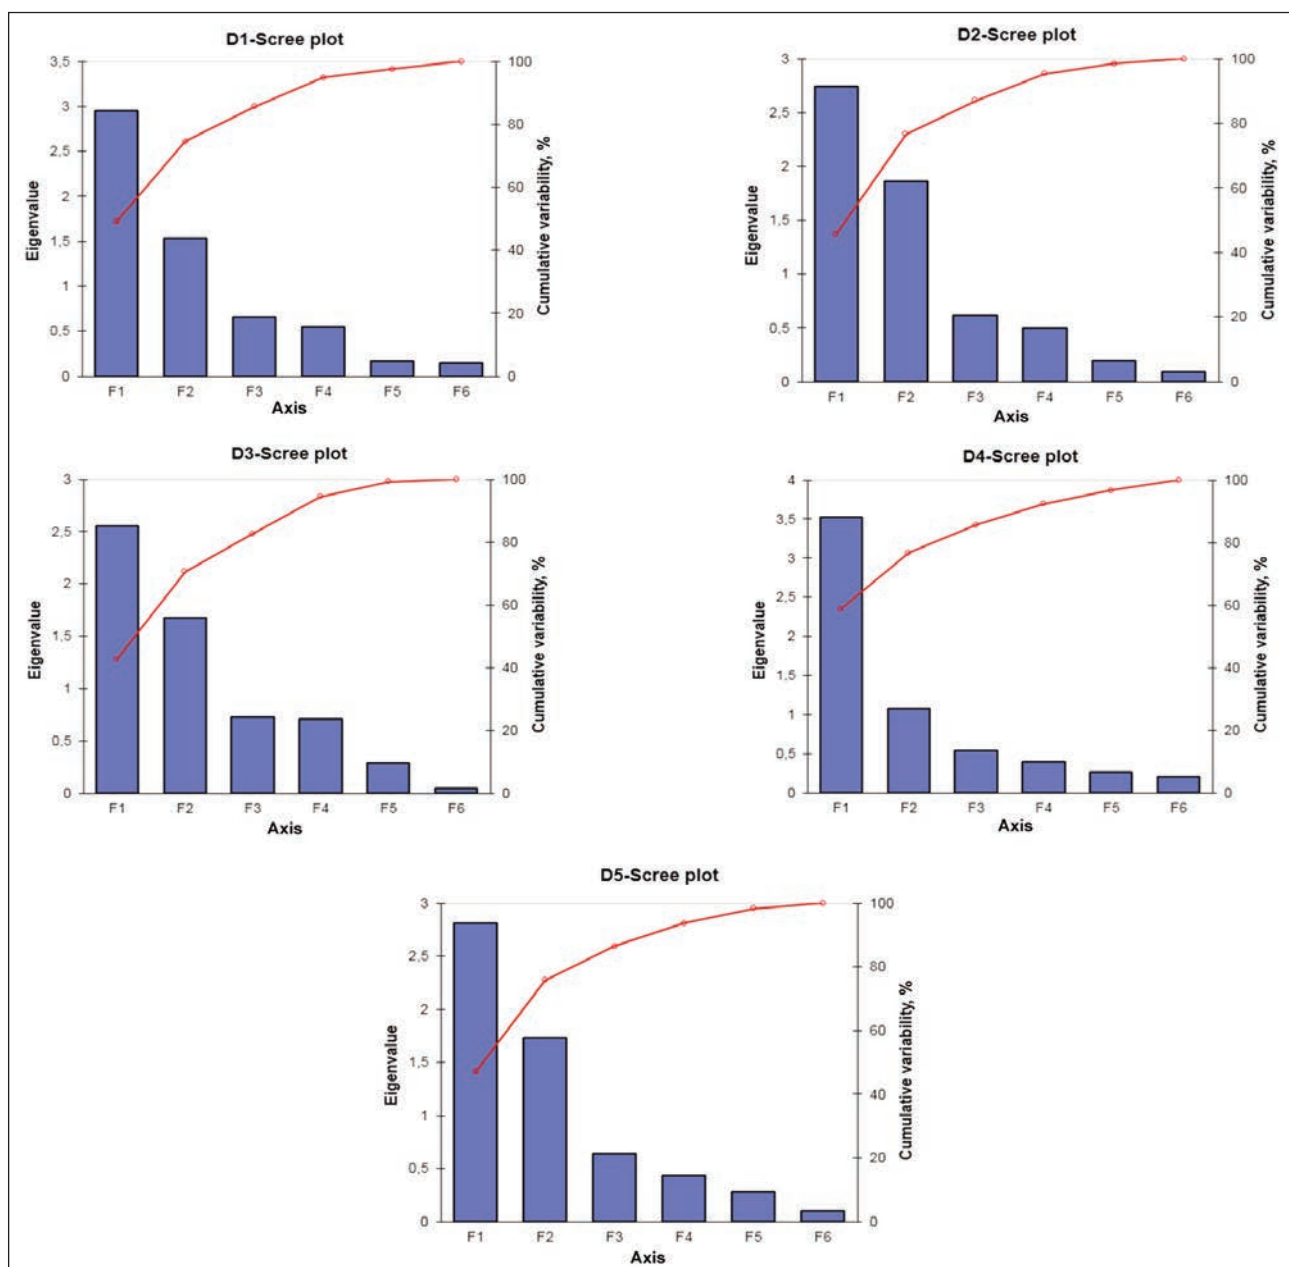 D1-Scree plot
3,5
3
2,5
2
1,5
1
0,5
0
Eigenvalue
100
80
60
40
20
0
Cumulative variability, %
F1 F2 F3 F4 F5 F6
Axis
D2-Scree plot
3
2,5
2
1,5
1
0,5
0
Eigenvalue
100
80
60
40
20
0
Cumulative variability, %
F1 F2 F3 F4 F5 F6
Axis
D3-Scree plot
3
2,5
2
1,5
1
0,5
0
Eigenvalue
100
80
60
40
20
0
Cumulative variability, %
F1 F2 F3 F4 F5 F6
Axis
D4-Scree plot
4
3,5
3
2,5
2
1,5
1
0,5
0
Eigenvalue
100
80
60
40
20
0
Cumulative variability, %
F1 F2 F3 F4 F5 F6
Axis
D5-Scree plot
3
2,5
2
1,5
1
0,5
0
Eigenvalue
100
80
60
40
20
0
Cumulative variability, %
F1 F2 F3 F4 F5 F6
Axis